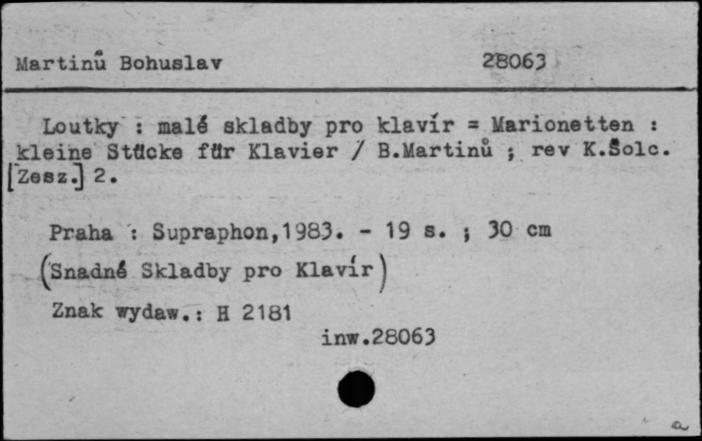 Martinů Bohuslav 28063
Loutky : malé skladby pro klavír = Marionetten :
kleine Stücke für Klavier / B.Martinů ; rev K.Šolc.
[Zesz.] 2.
Praha : Supraphon,1983. - 19 s. ; 30 cm
(Snadné Skladby pro Klavír)
Znak wydaw.: H 2181
inw.28063
a